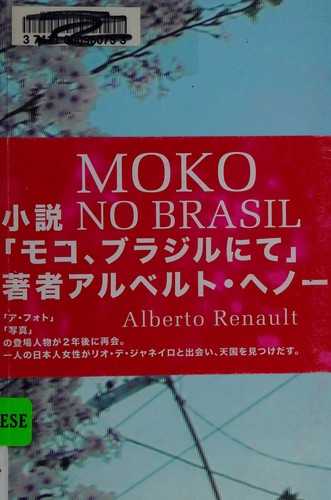 MOKO
小説 NO BRASIL
「モコ、ブラジルにて」
著者アルベルト・ヘノー
「ア・フォト」
Alberto Renault
「写真」
の登場人物が2年後に再会。
一人の日本人女性がリオ・デ・ジャネイロと出会い、天国を見つけだす。
ESE